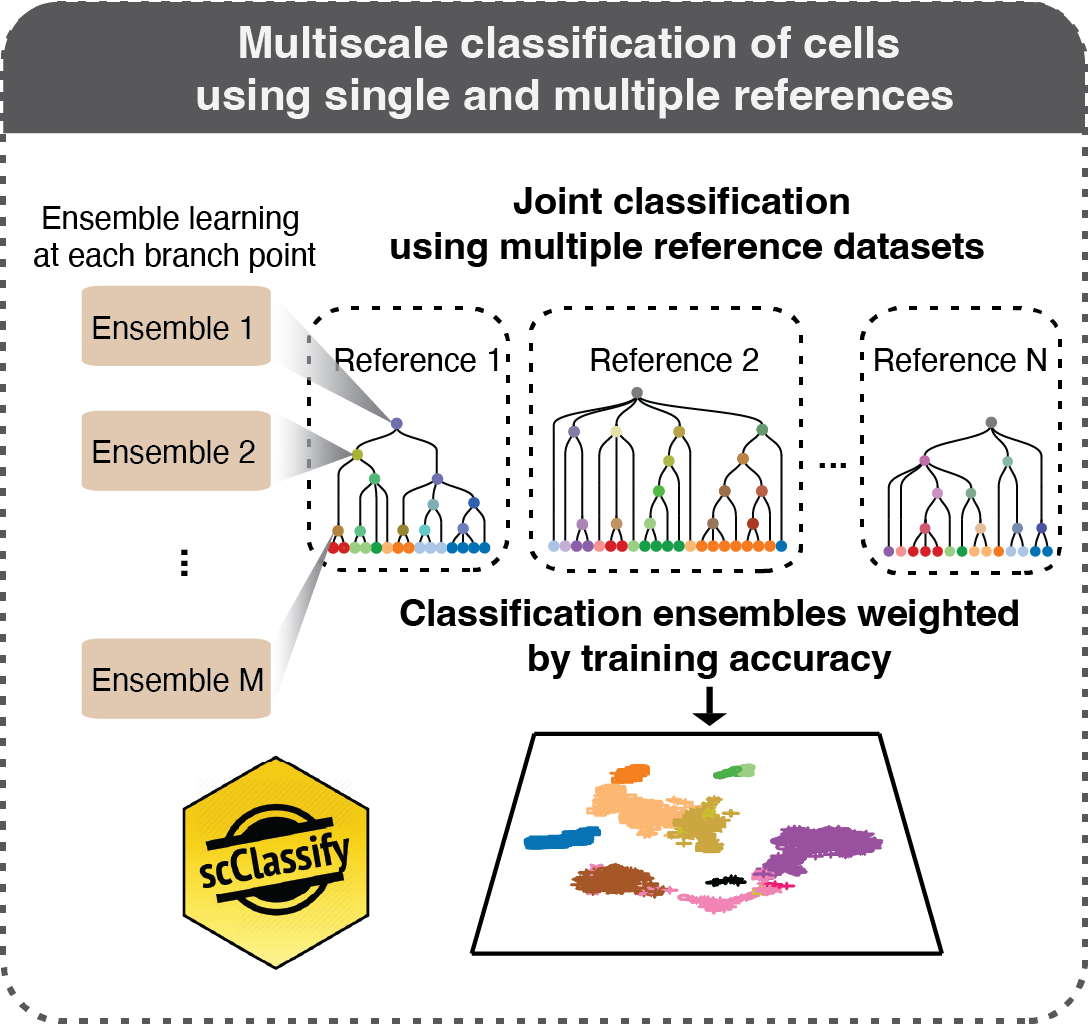 Multiscale classification of cells
using single and multiple references
Joint classification
using multiple reference datasets
Ensemble learning
at each branch point
Ensemble 1
Ensemble 2
⋮
Ensemble M
Reference 1
Reference 2
...
Reference N
Classification ensembles weighted
by training accuracy
scClassify